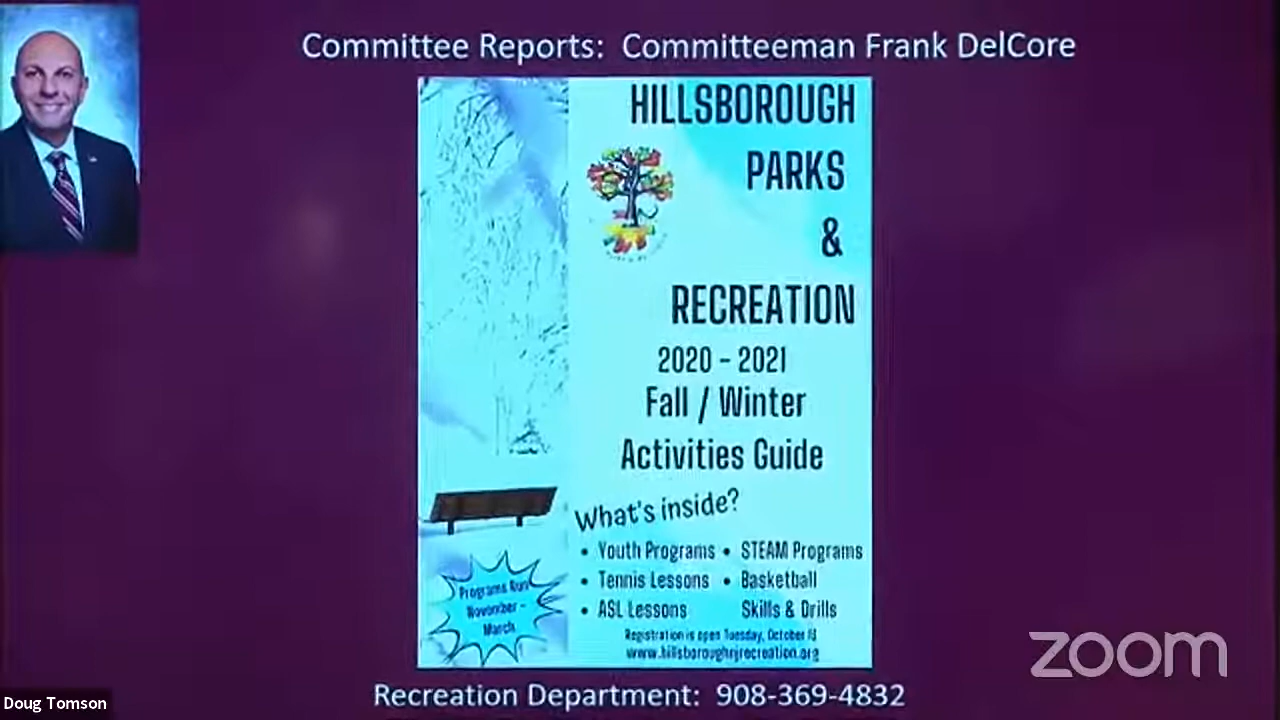 Committee Reports: Committeeman Frank DelCore
HILLSBOROUGH
PARKS
&
RECREATION
2020 - 2021
Fall / Winter
Activities Guide
What's inside?
• Youth Programs • STEAM Programs
• Tennis Lessons • Basketball
• ASL Lessons Skills & Drills
Programs Run
November -
March
Registration is open Tuesday, October 13
www.hillsboroughnjrecreation.org
zoom
Doug Tomson
Recreation Department: 908-369-4832